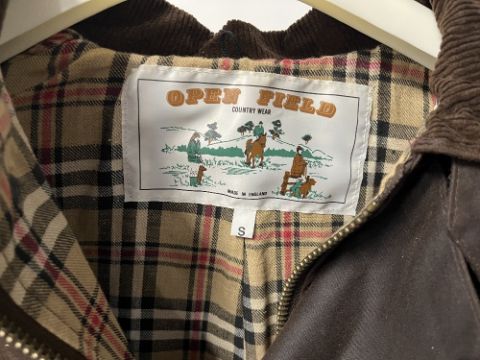 OPEN FIELD
COUNTRY WEAR
MADE IN ENGLAND
S